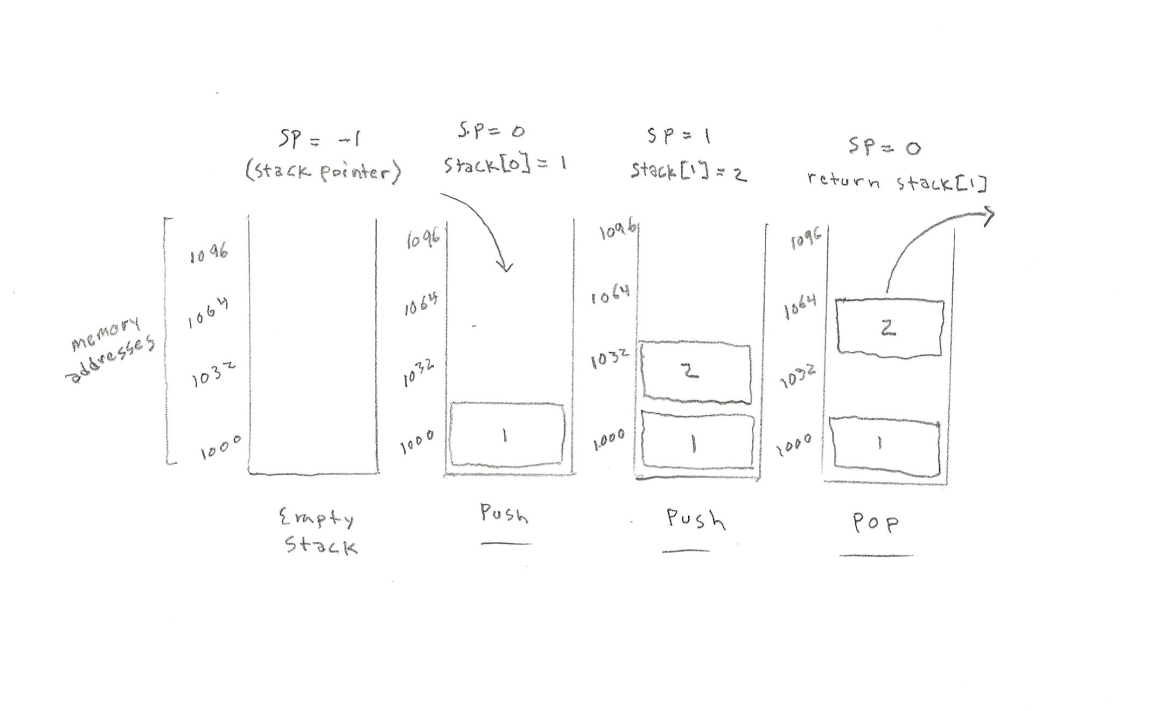 SP = -1
(stack pointer)
S.P = 0
stack[0] = 1
SP = 1
stack[1] = 2
SP = 0
return stack[1]
memory
addresses
1096
1064
1032
1000
1096
1064
1032
1000
1
1096
1064
1032
1000
2
1
1096
1064
1032
1000
2
1
Empty
Stack
Push
Push
POP